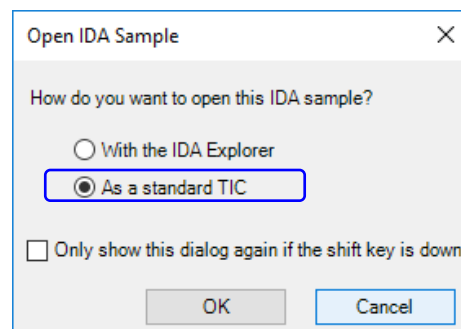 Open IDA Sample
How do you want to open this IDA sample?
With the IDA Explorer
As a standard TIC
Only show this dialog again if the shift key is down
OK Cancel